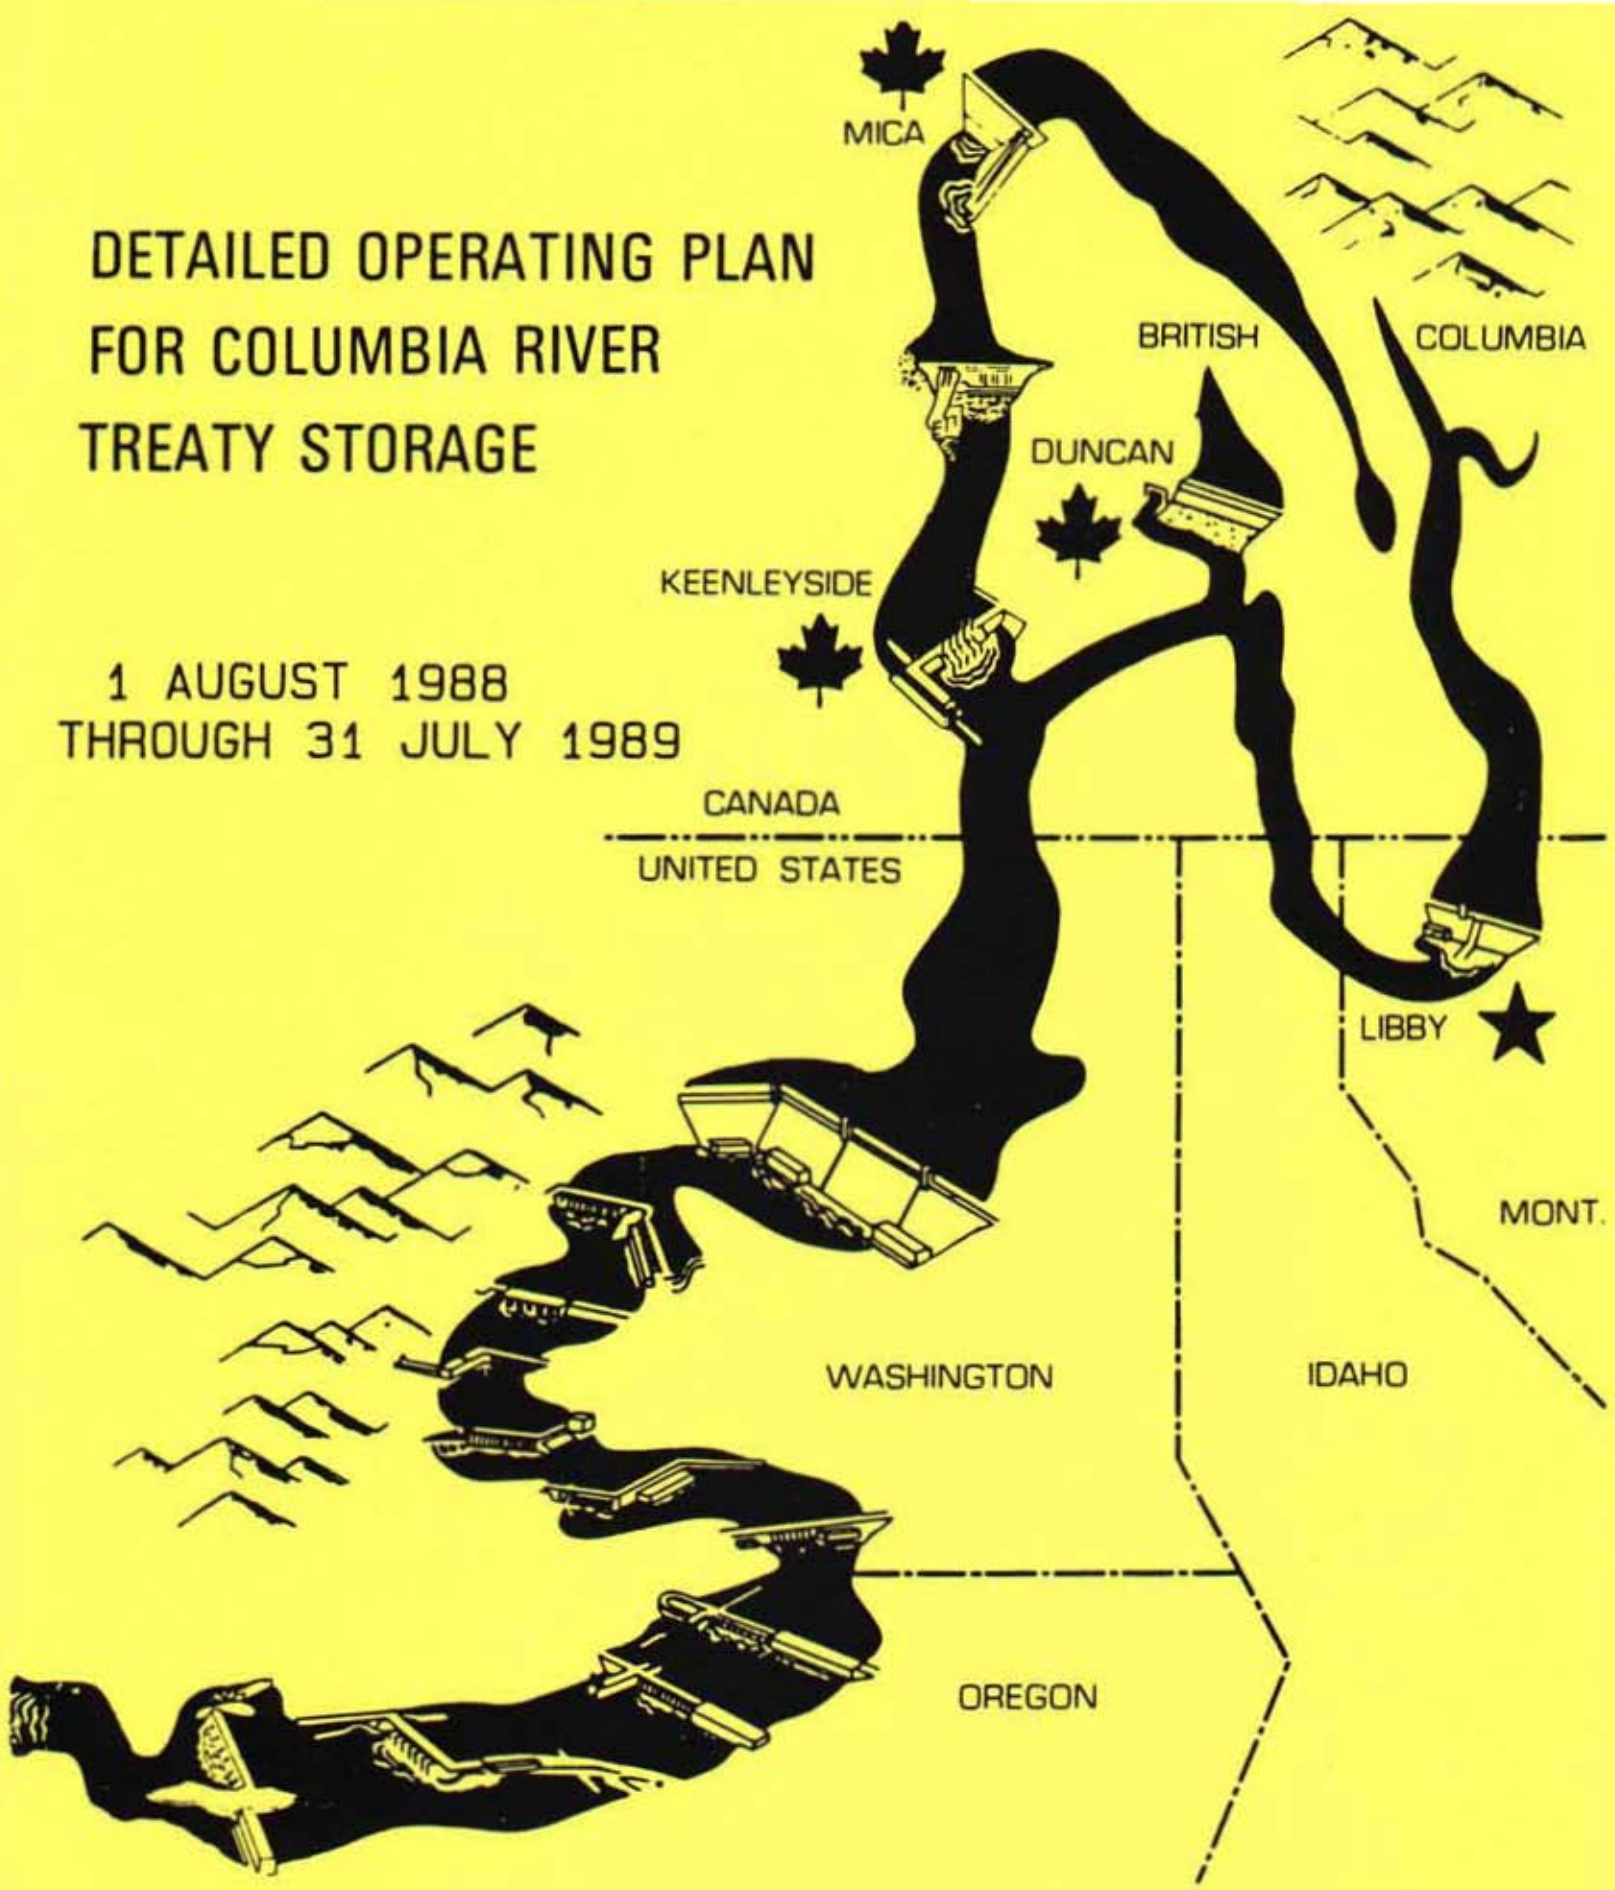 DETAILED OPERATING PLAN
FOR COLUMBIA RIVER
TREATY STORAGE
1 AUGUST 1988
THROUGH 31 JULY 1989
MICA
BRITISH COLUMBIA
DUNCAN
KEENLEYSIDE
CANADA
UNITED STATES
LIBBY
MONT.
WASHINGTON
IDAHO
OREGON